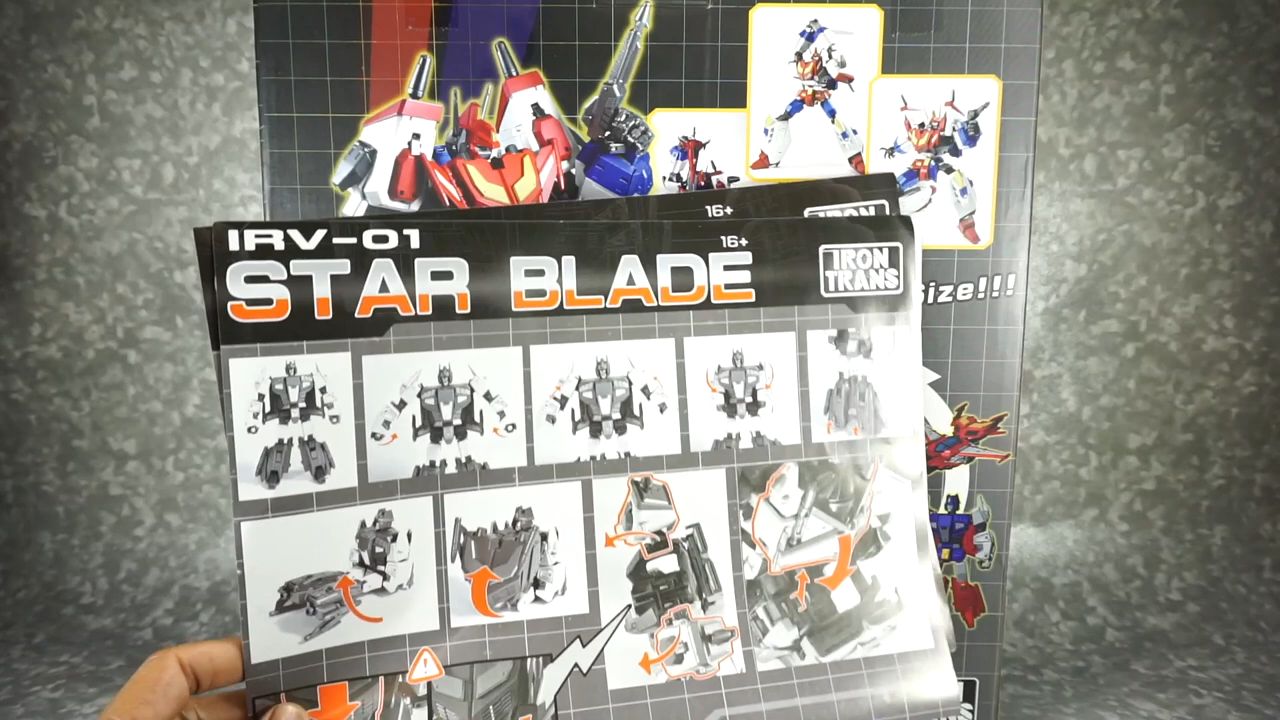 16+
IRON
IRV-01
16+
STAR BLADE
IRON
TRANS
size!!!